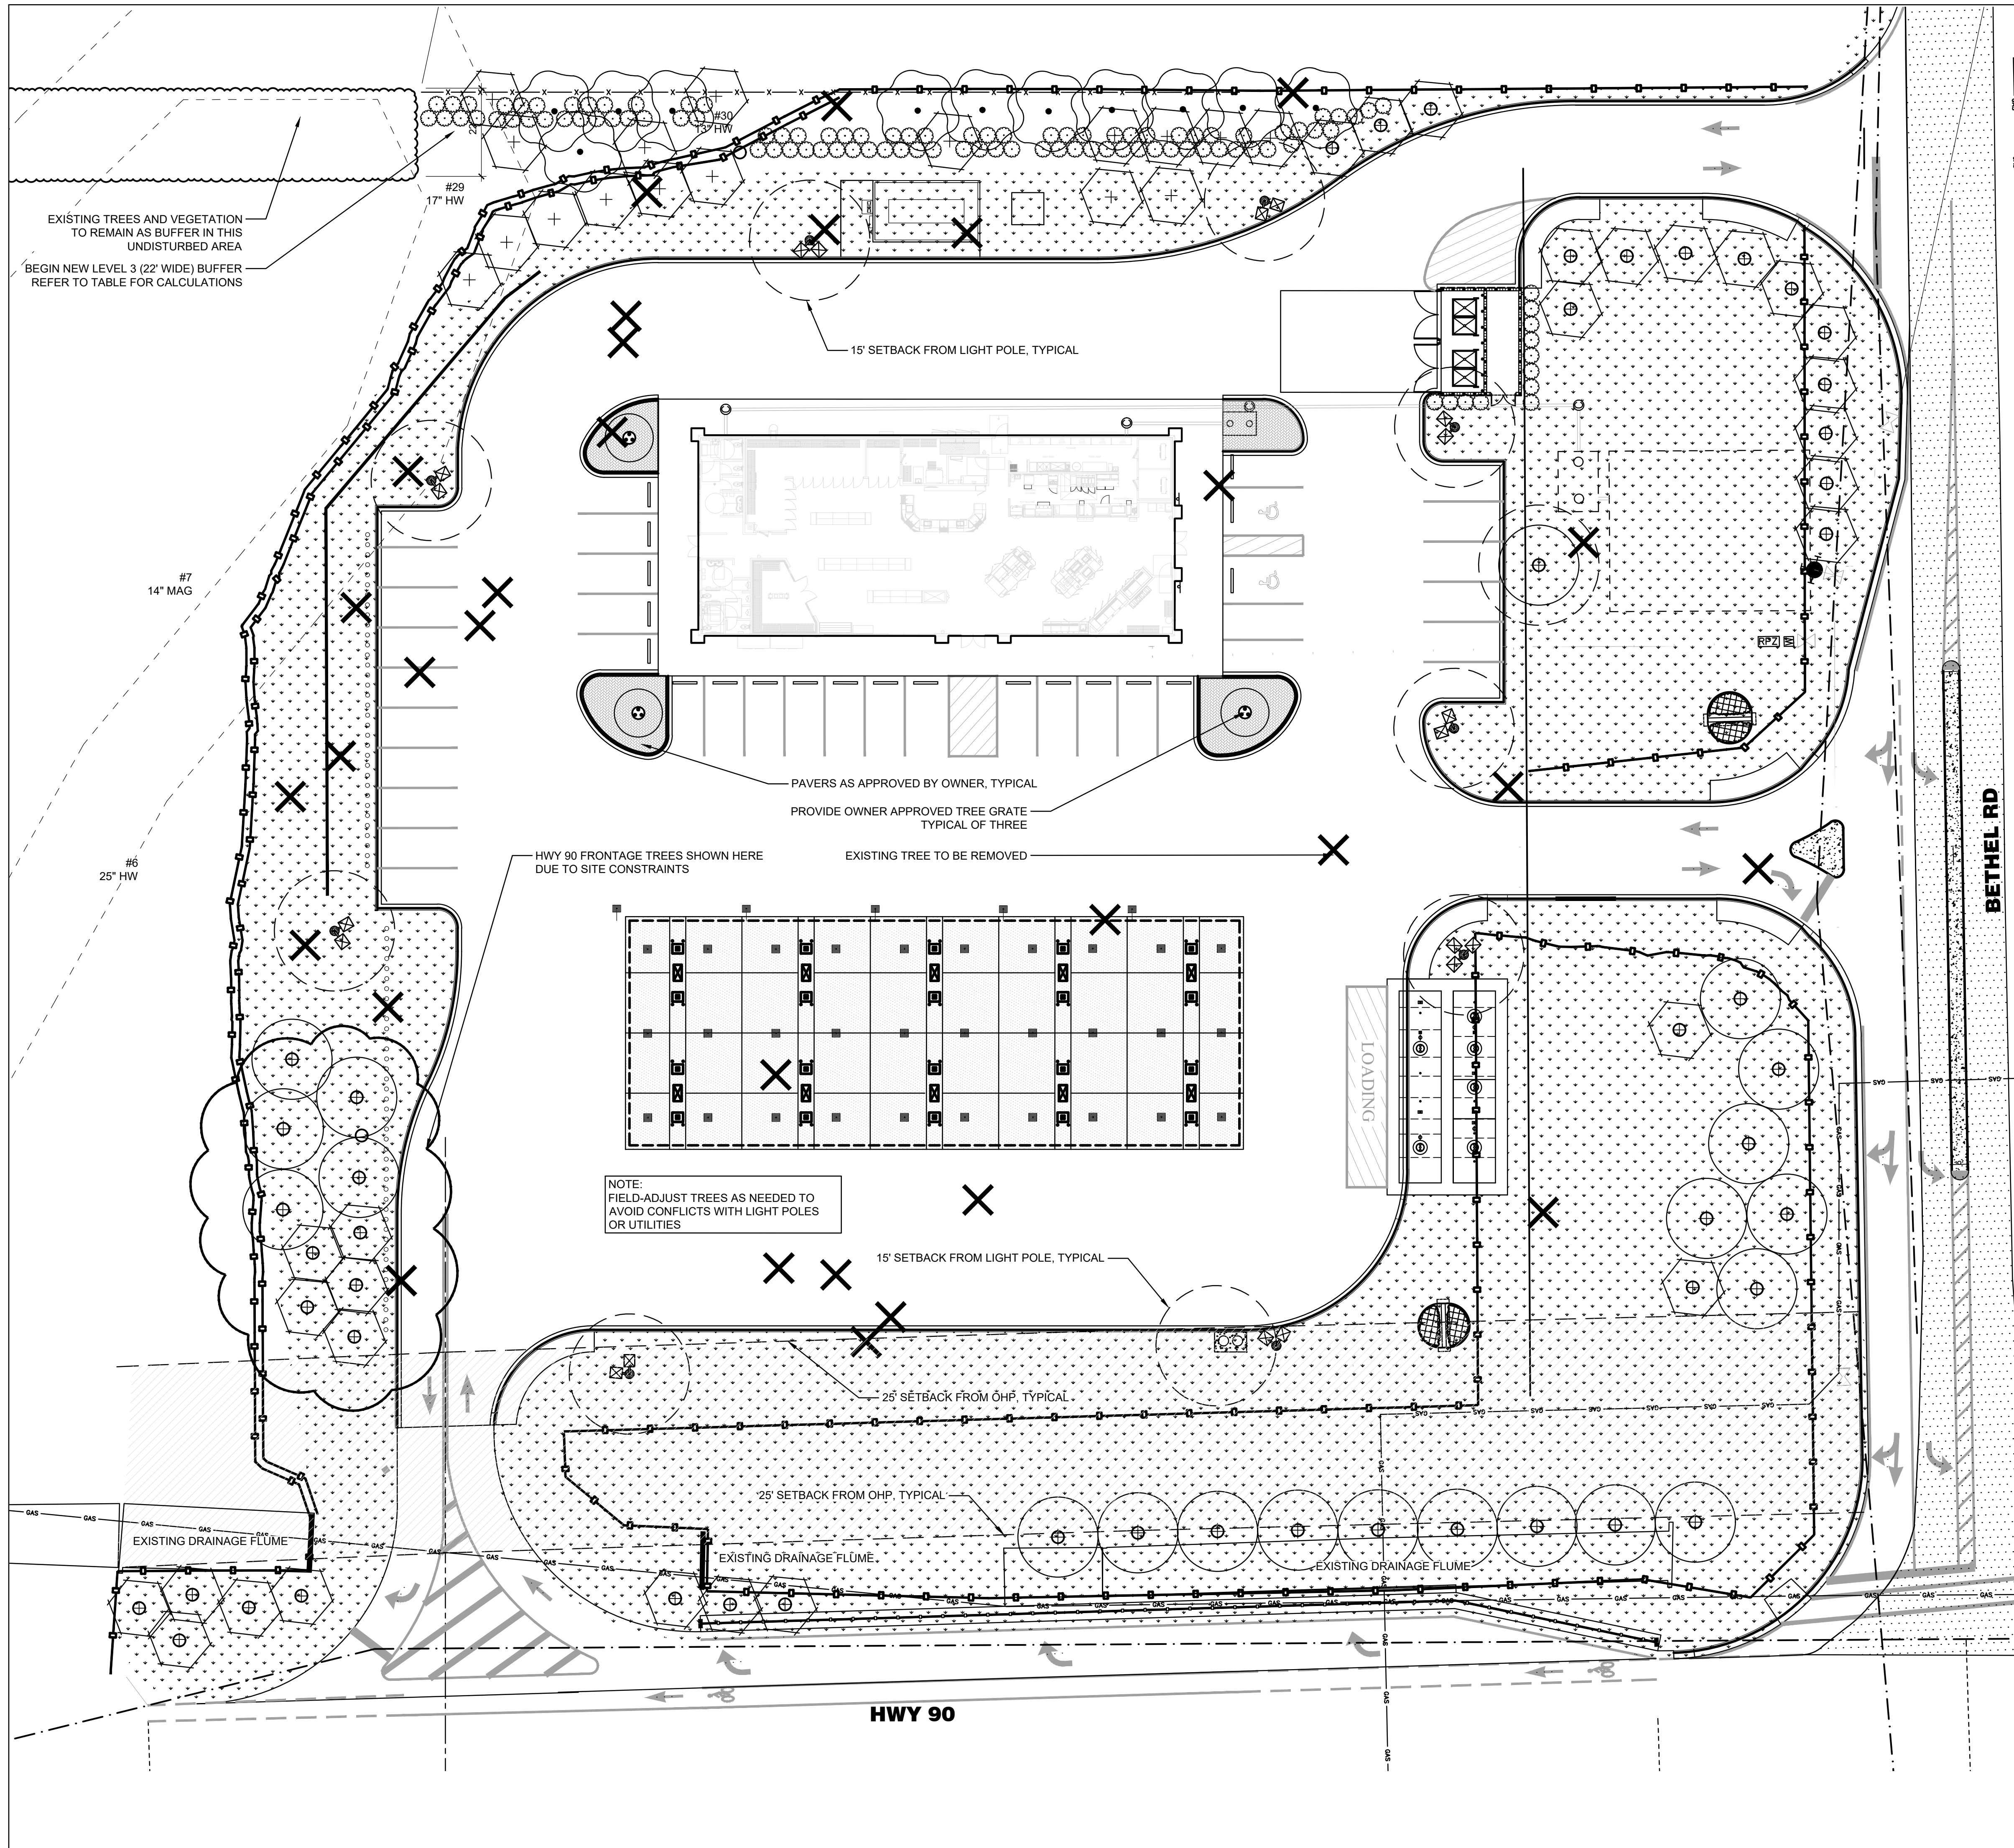 #30
13" HW
#29
17" HW
EXISTING TREES AND VEGETATION
TO REMAIN AS BUFFER IN THIS
UNDISTURBED AREA
BEGIN NEW LEVEL 3 (22' WIDE) BUFFER
REFER TO TABLE FOR CALCULATIONS
15' SETBACK FROM LIGHT POLE, TYPICAL
#7
14" MAG
RPZ
PAVERS AS APPROVED BY OWNER, TYPICAL
PROVIDE OWNER APPROVED TREE GRATE
TYPICAL OF THREE
BETHEL RD
HWY 90 FRONTAGE TREES SHOWN HERE
DUE TO SITE CONSTRAINTS
EXISTING TREE TO BE REMOVED
#6
25" HW
LOADING
GAS
GAS
GAS
NOTE:
FIELD-ADJUST TREES AS NEEDED TO
AVOID CONFLICTS WITH LIGHT POLES
OR UTILITIES
15' SETBACK FROM LIGHT POLE, TYPICAL
25' SETBACK FROM OHP, TYPICAL
25' SETBACK FROM OHP, TYPICAL
EXISTING DRAINAGE FLUME
EXISTING DRAINAGE FLUME
EXISTING DRAINAGE FLUME
HWY 90